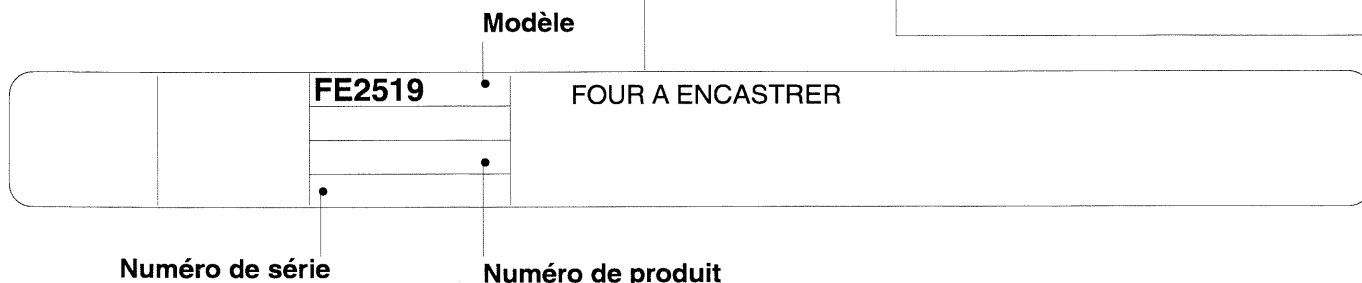 Modèle
FE2519 FOUR A ENCASTRER
Numéro de série Numéro de produit